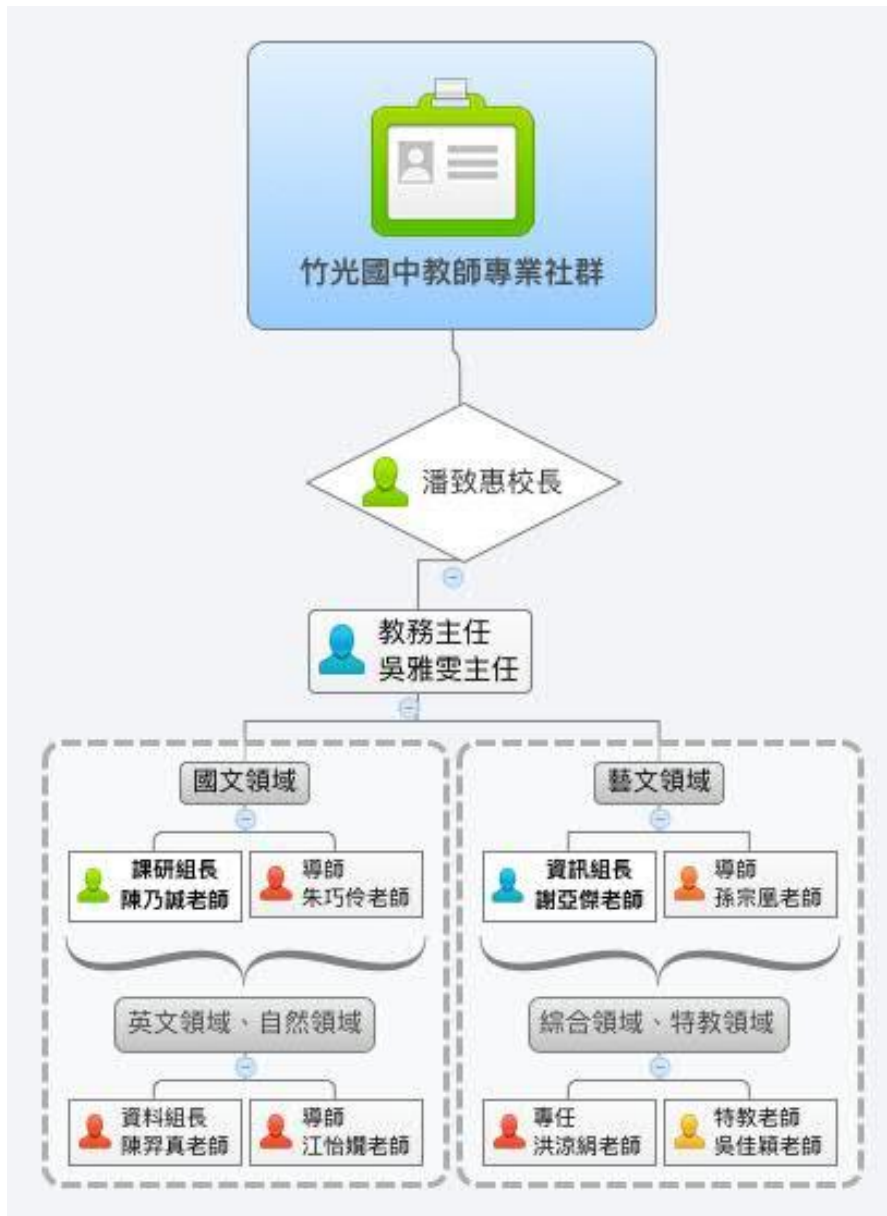 竹光國中教師專業社群
潘致惠校長
教務主任
吳雅雯主任
國文領域
課研組長
陳乃誠老師
導師
朱巧伶老師
英文領域、自然領域
資料組長
陳羿真老師
導師
江怡嫺老師
藝文領域
資訊組長
謝亞傑老師
導師
孫宗凰老師
綜合領域、特教領域
專任
洪涼絹老師
特教老師
吳佳穎老師